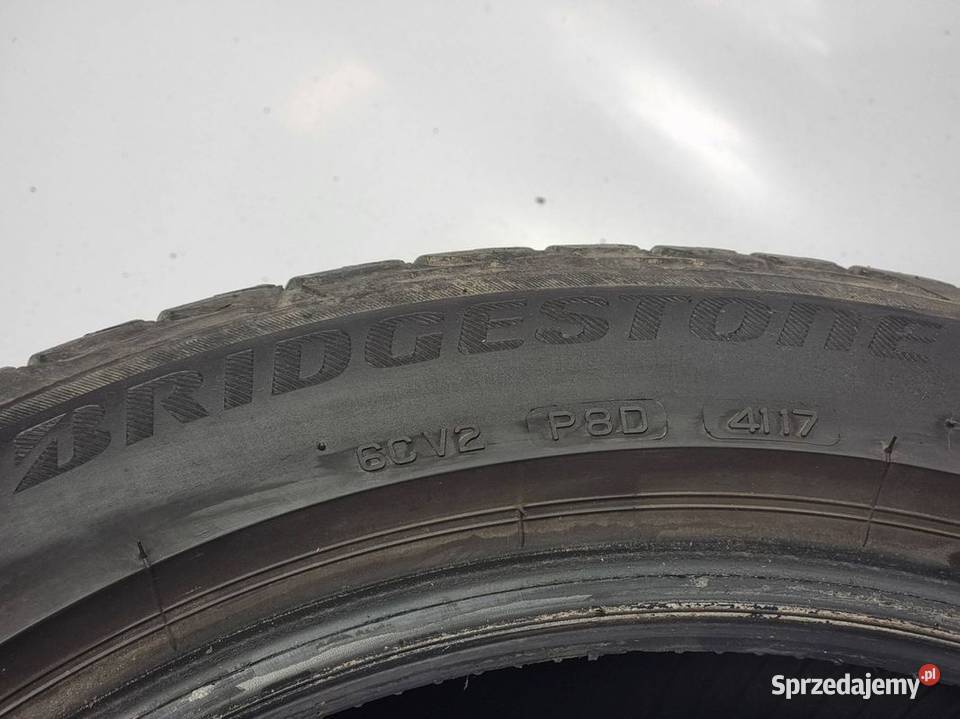 BRIDGESTONE
6CV2 P8D 4117
Sprzedajemy.pl